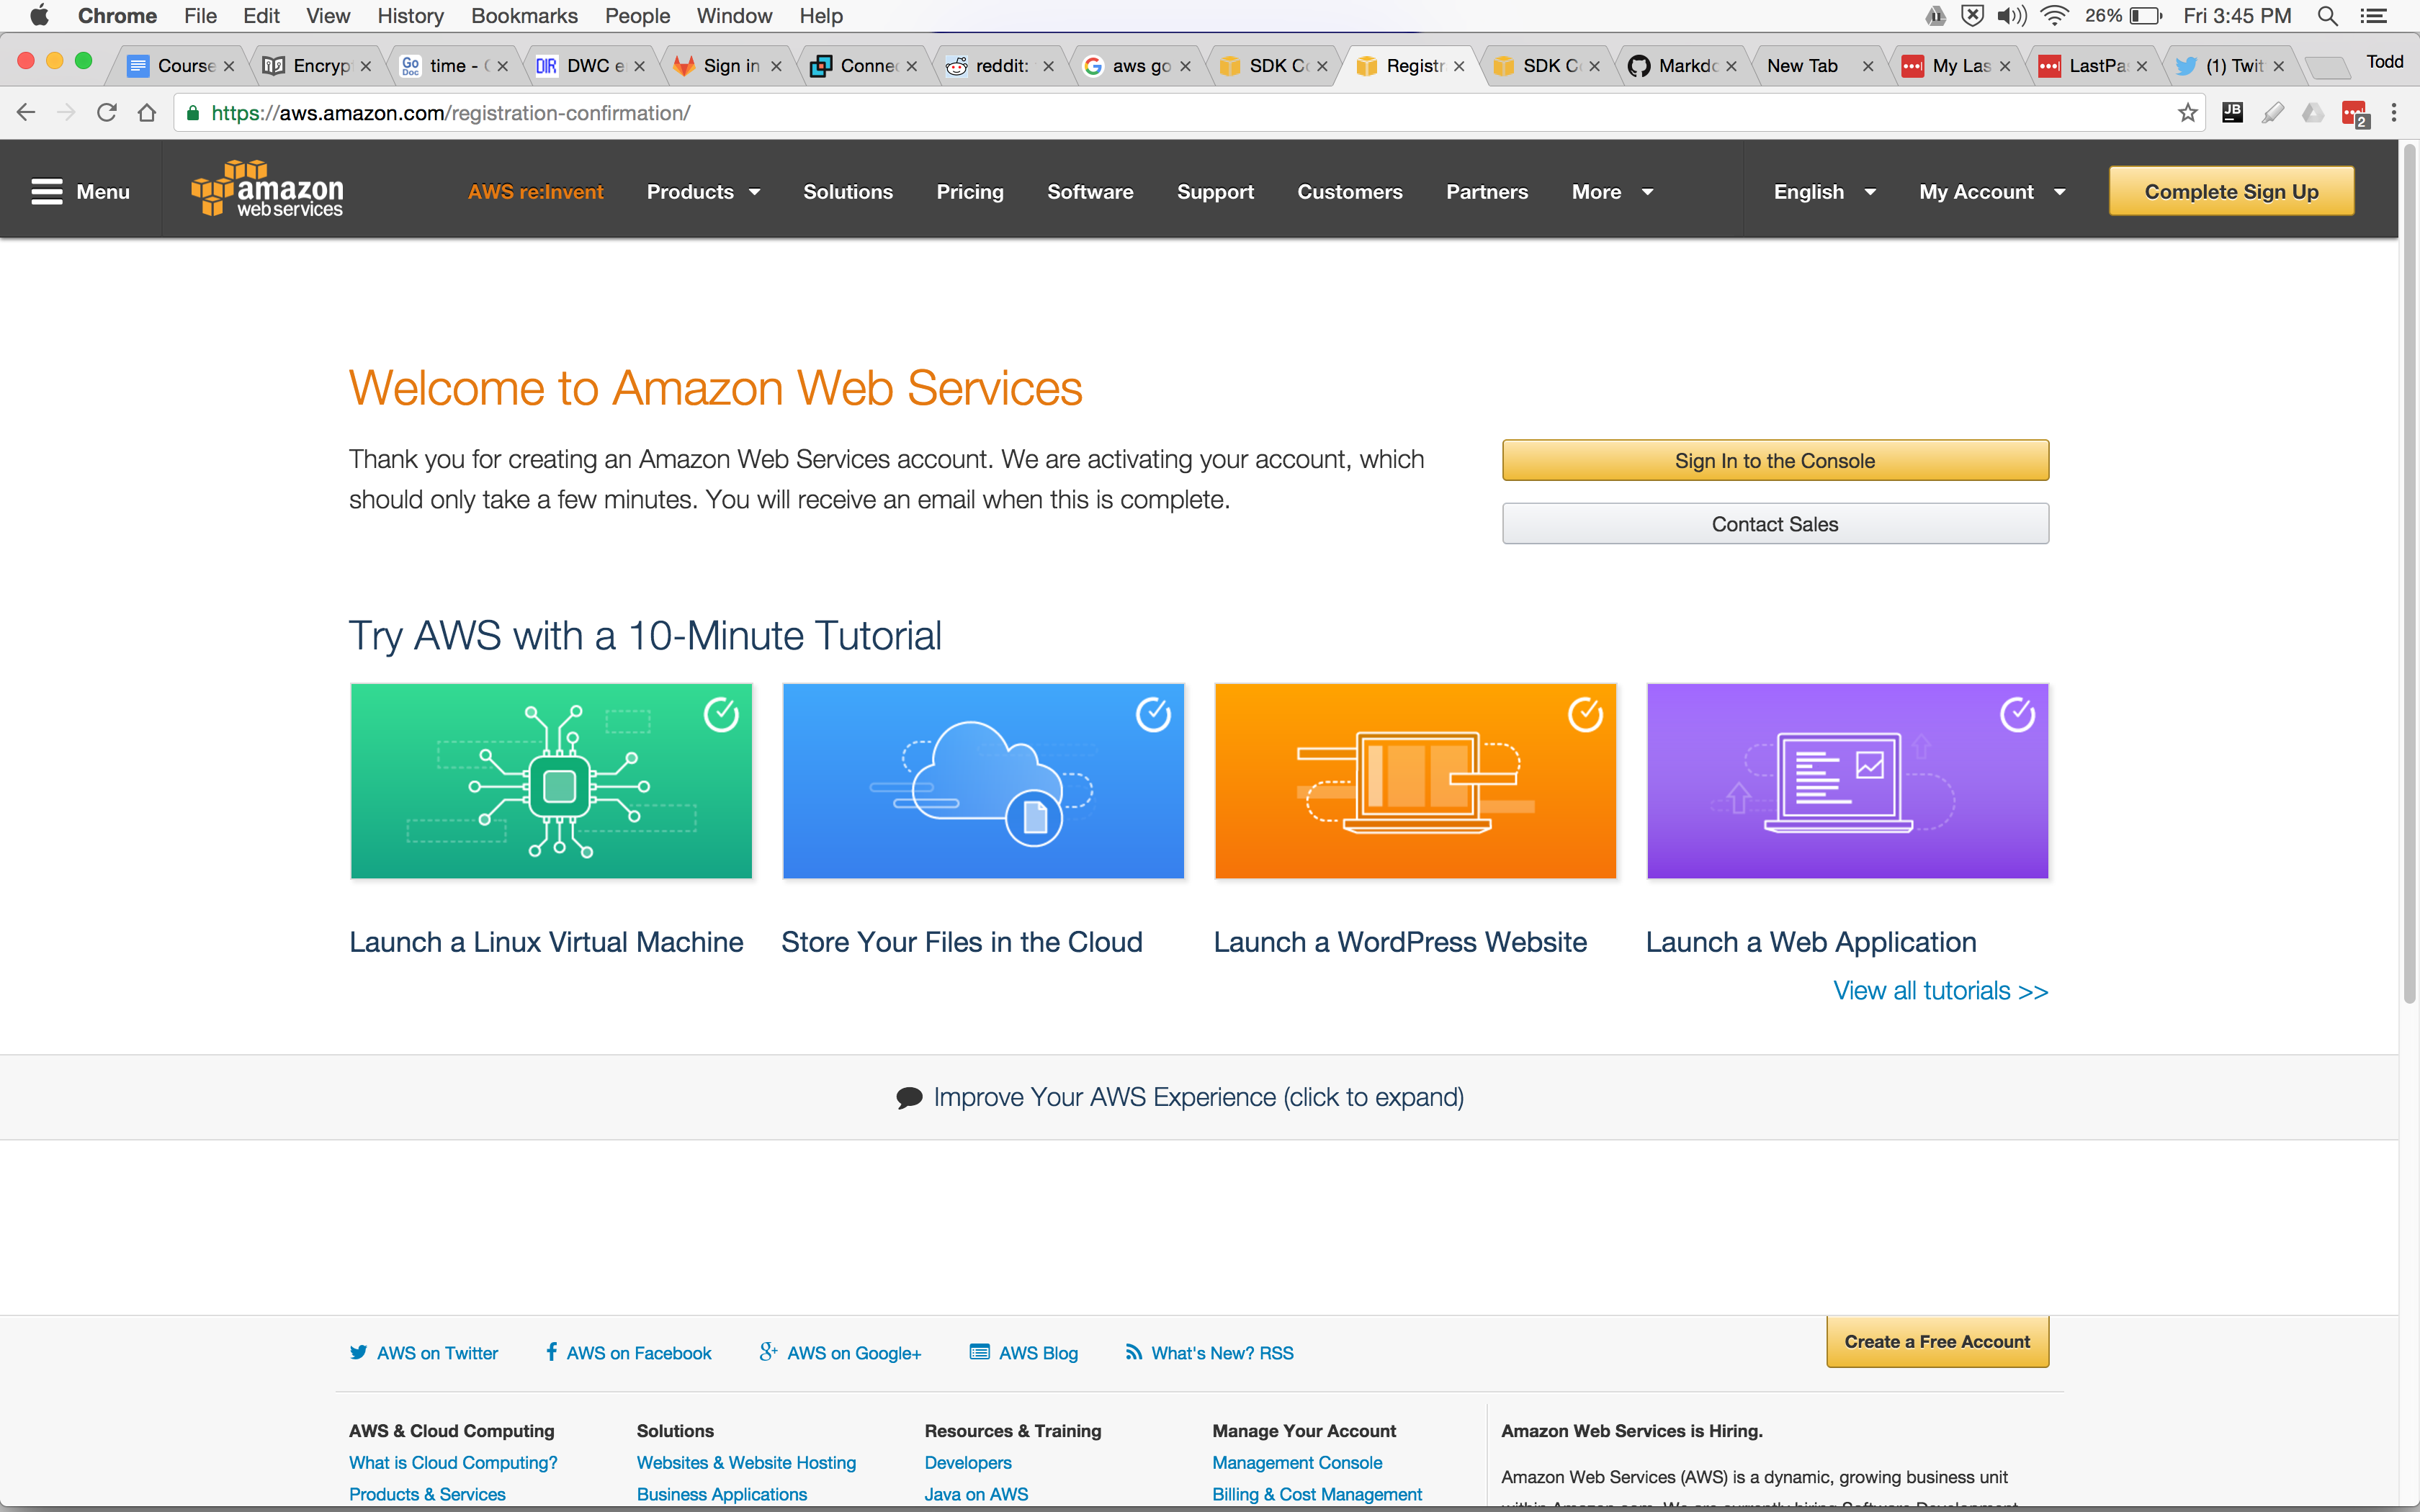 Chrome File Edit View History Bookmarks People Window Help 26% Fri 3:45 PM
Course Encryp GO DOC time - DIR DWC e Sign in Connec reddit: aws go SDK Co Registr SDK C Markdo New Tab My Las LastPa (1) Twit Todd
https://aws.amazon.com/registration-confirmation/ JB 2
Menu amazon web services AWS re:Invent Products Solutions Pricing Software Support Customers Partners More English My Account Complete Sign Up
Welcome to Amazon Web Services
Thank you for creating an Amazon Web Services account. We are activating your account, which
should only take a few minutes. You will receive an email when this is complete.
Sign In to the Console
Contact Sales
Try AWS with a 10-Minute Tutorial
Launch a Linux Virtual Machine Store Your Files in the Cloud Launch a WordPress Website Launch a Web Application
View all tutorials >>
Improve Your AWS Experience (click to expand)
AWS on Twitter AWS on Facebook AWS on Google+ AWS Blog What's New? RSS Create a Free Account
AWS & Cloud Computing Solutions Resources & Training Manage Your Account Amazon Web Services is Hiring.
What is Cloud Computing? Websites & Website Hosting Developers Management Console
Amazon Web Services (AWS) is a dynamic, growing business unit
Products & Services Business Applications Java on AWS Billing & Cost Management